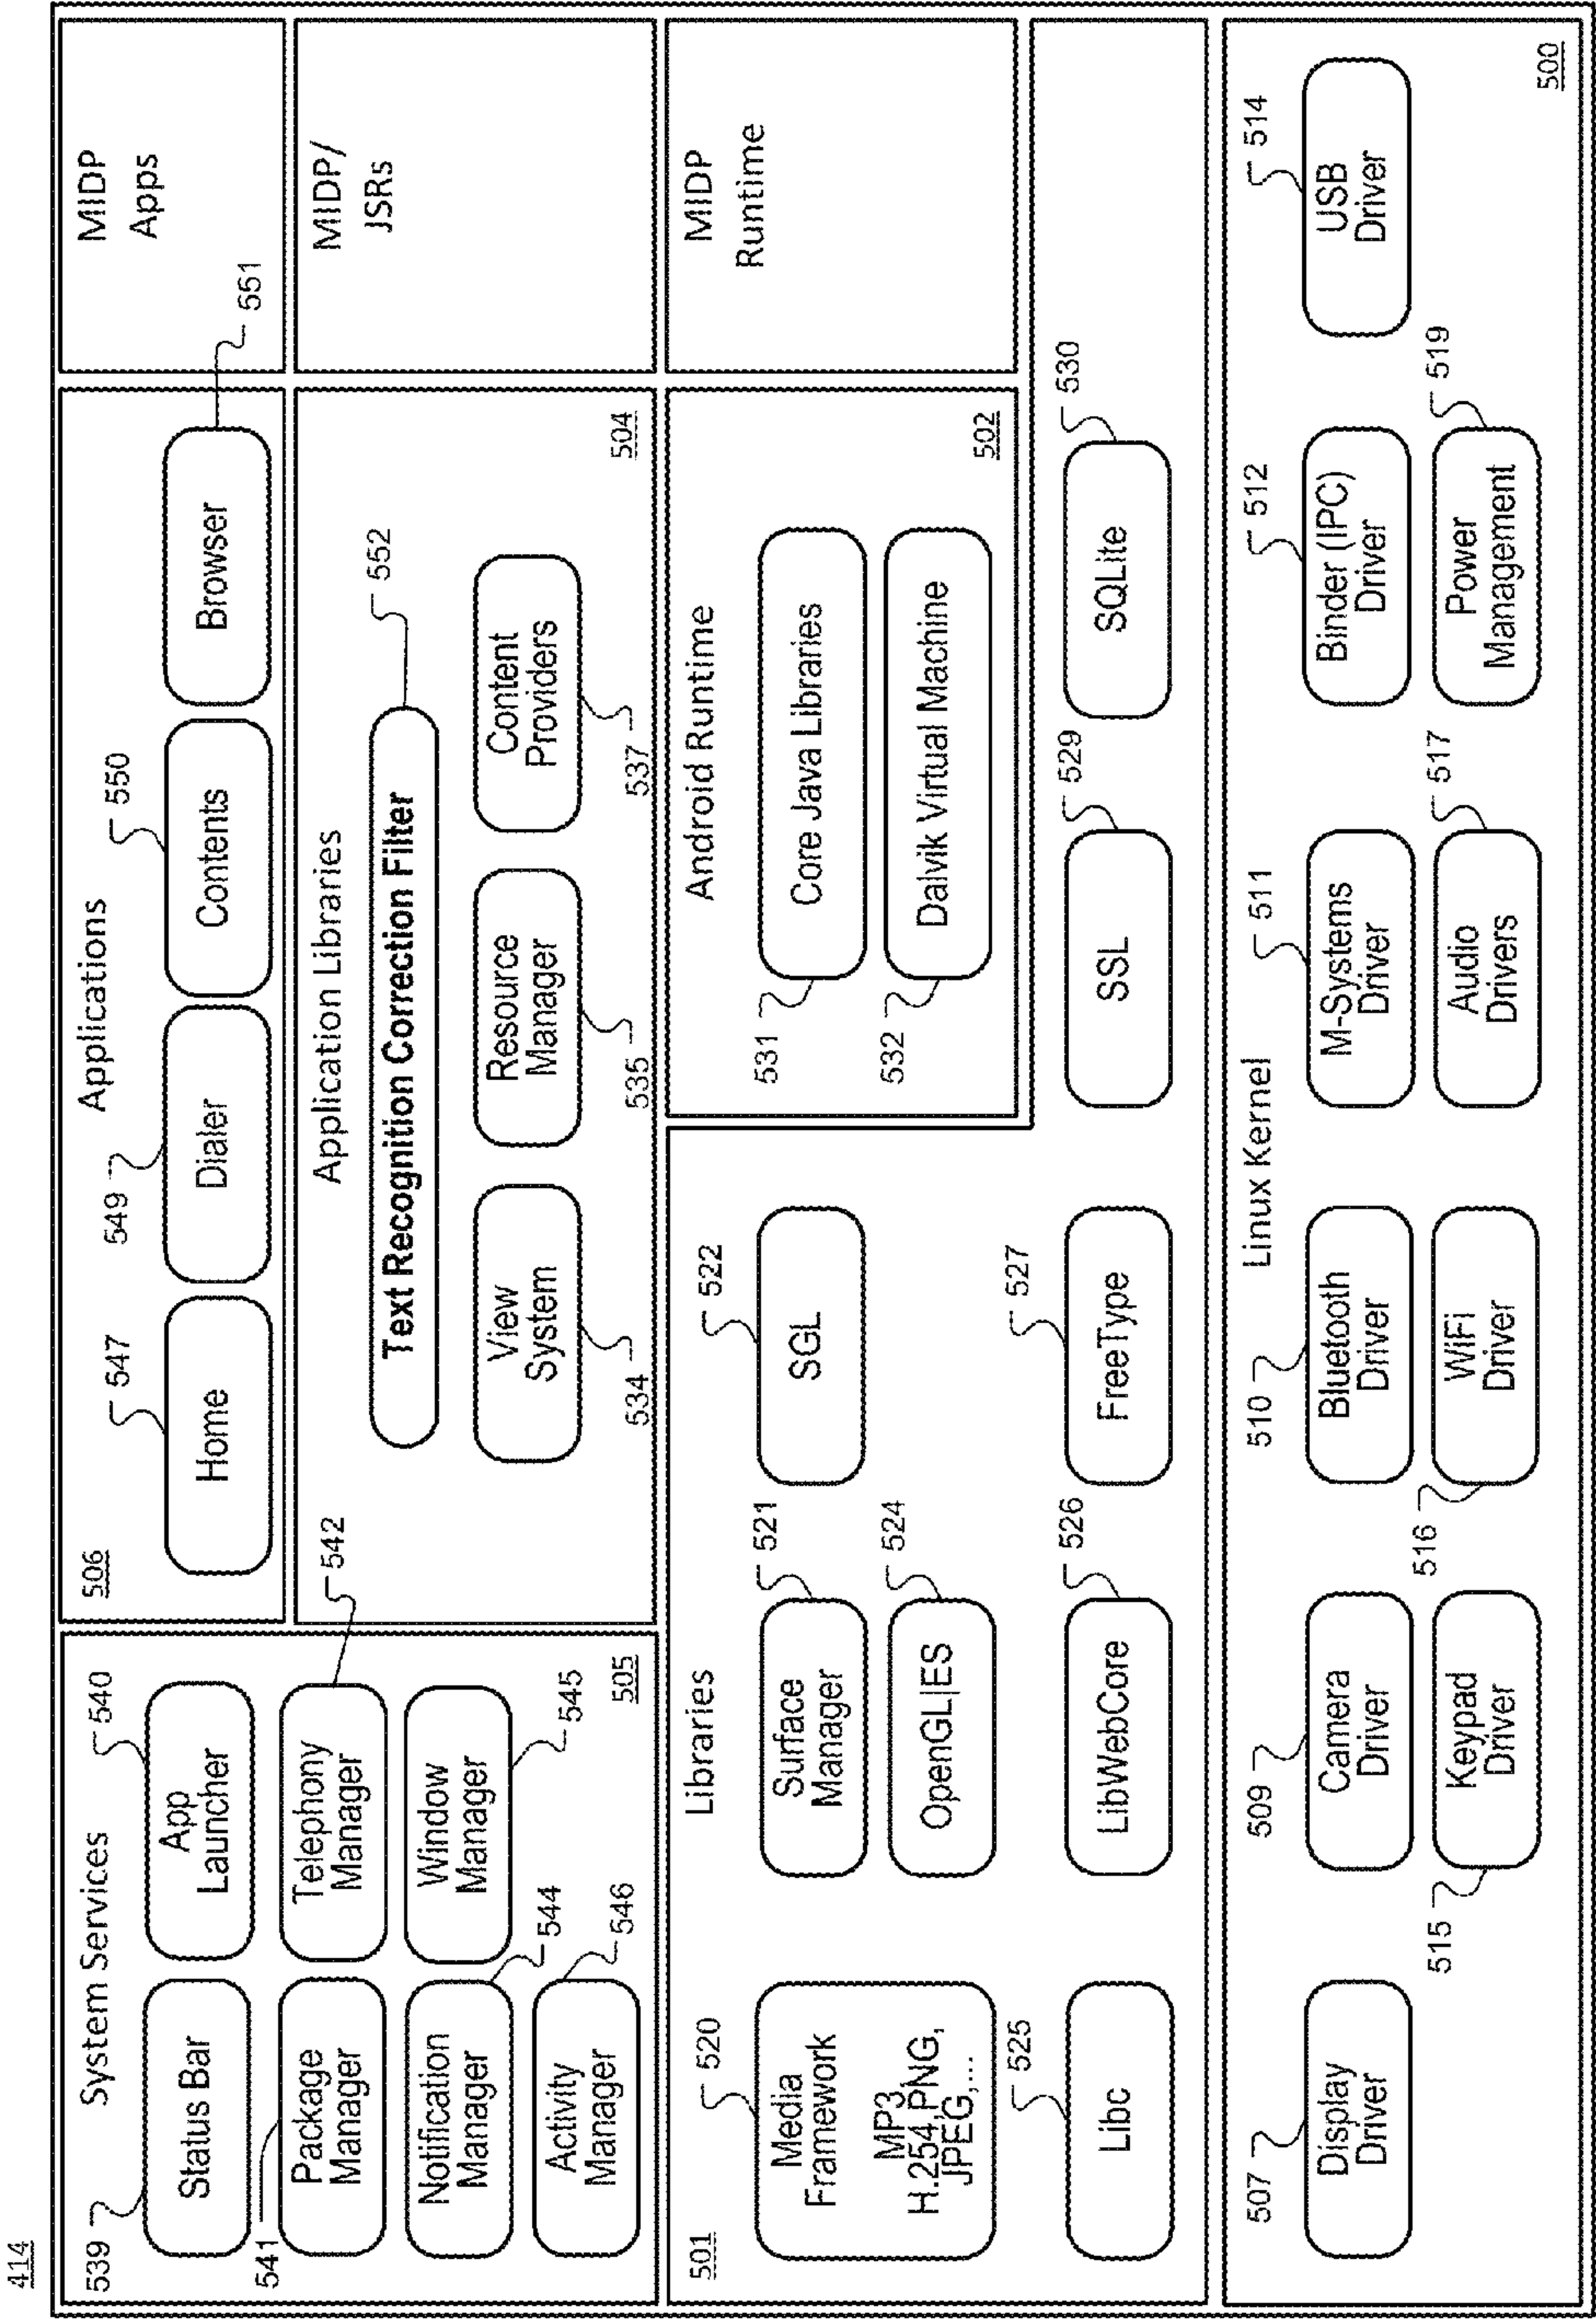 414
System Services
539
Status Bar
540
App
Launcher
541
Package
Manager
542
Telephony
Manager
Notification
Manager
544
Window
Manager
545
Activity
Manager
546
505
506
Applications
547
Home
549
Dialer
550
Contents
Browser
551
MIDP
Apps
Application Libraries
Text Recognition Correction Filter
552
View
System
534
Resource
Manager
535
Content
Providers
537
504
MIDP/
JSRs
Libraries
501
520
Media
Framework
MP3,
H.254,PNG,
JPEG,...
Surface
Manager
521
SGL
522
OpenGL|ES
524
Android Runtime
531
Core Java Libraries
532
Dalvik Virtual Machine
502
MIDP
Runtime
525
Libc
LibWebCore
526
FreeType
527
SSL
529
SQLite
530
Linux Kernel
507
Display
Driver
509
Camera
Driver
510
Bluetooth
Driver
M-Systems
Driver
511
Binder (IPC)
Driver
512
USB
Driver
514
515
Keypad
Driver
516
WiFi
Driver
Audio
Drivers
517
Power
Management
519
500